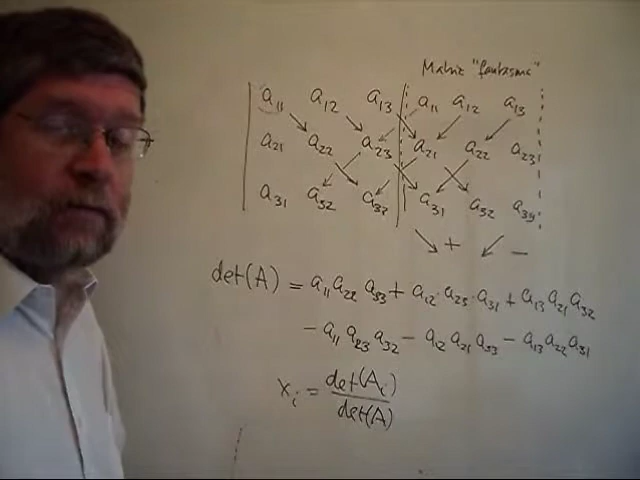 Matriz "fantasma"
a11 a12 a13 a11 a12 a13
a21 a22 a23 a21 a22 a23
a31 a32 a33 a31 a32 a33
+ −
det(A) = a11 a22 a33 + a12 · a23 · a31 + a13 a21 a32
− a11 a23 a32 − a12 a21 a33 − a13 a22 a31
xi = det(Ai) / det(A)